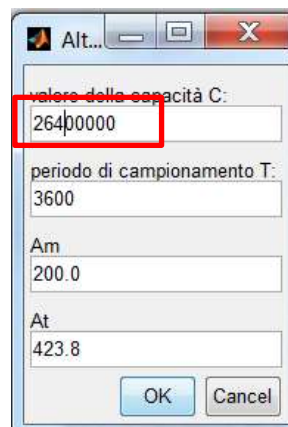 Alt...
valore della capacità C:
26400000
periodo di campionamento T:
3600
Am
200.0
At
423.8
OK Cancel